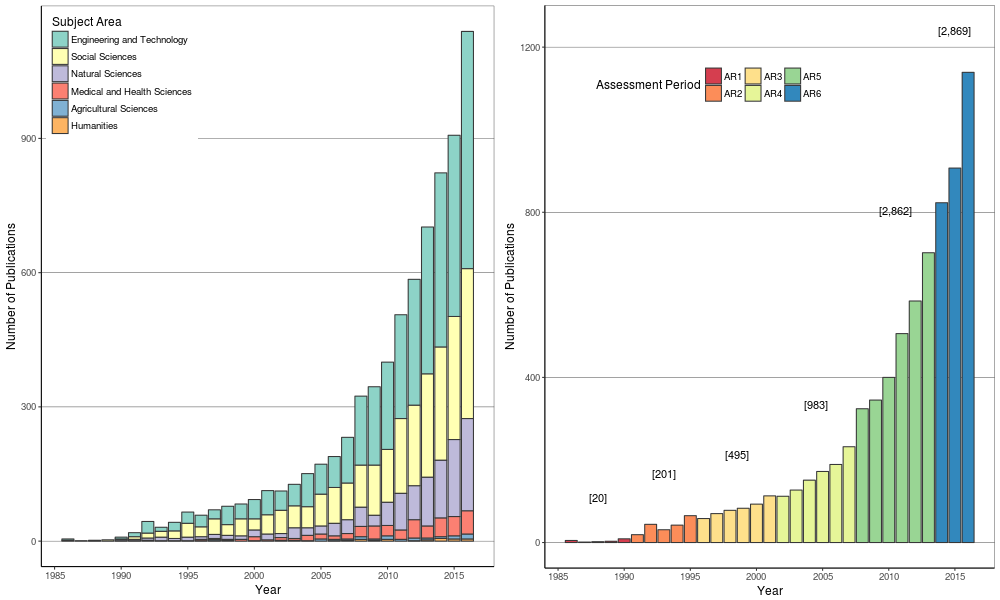 Subject Area
Engineering and Technology
Social Sciences
Natural Sciences
Medical and Health Sciences
Agricultural Sciences
Humanities
Number of Publications
900
600
300
0
1985
1990
1995
2000
2005
2010
2015
Year
Assessment Period
AR1
AR3
AR5
AR2
AR4
AR6
[2,869]
[2,862]
[983]
[495]
[201]
[20]
Number of Publications
1200
800
400
0
1985
1990
1995
2000
2005
2010
2015
Year